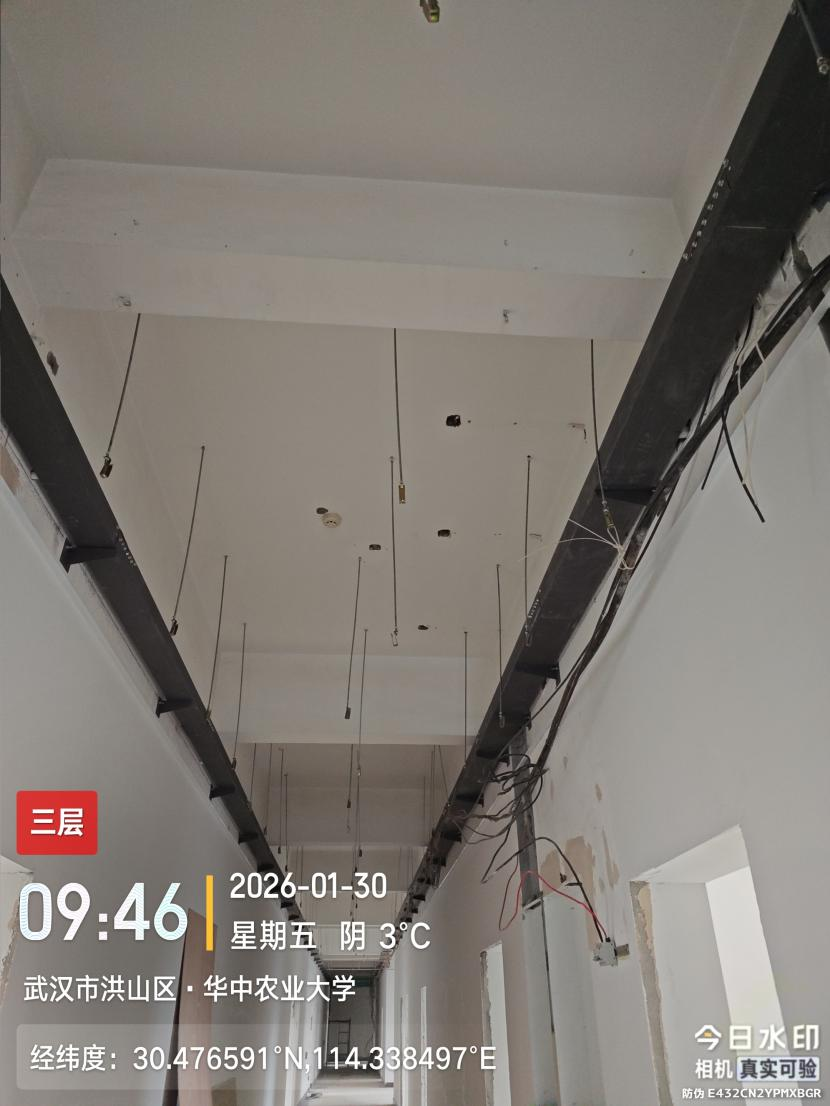 三层
09:46
2026-01-30
星期五 阴 3°C
武汉市洪山区·华中农业大学
经纬度：30.476591°N,114.338497°E
今日水印
相机 真实可验
防伪 E432CN2YPMXBGR